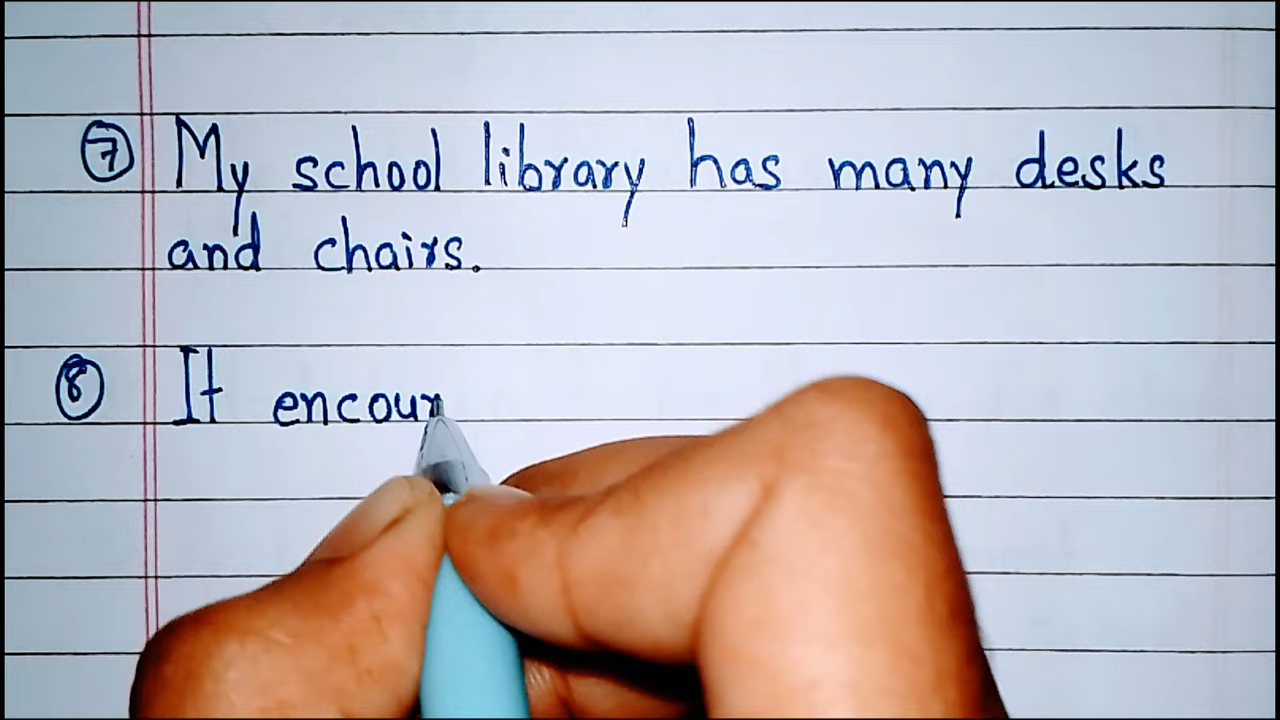 ⑦ My school library has many desks
and chairs.
⑧ It encour